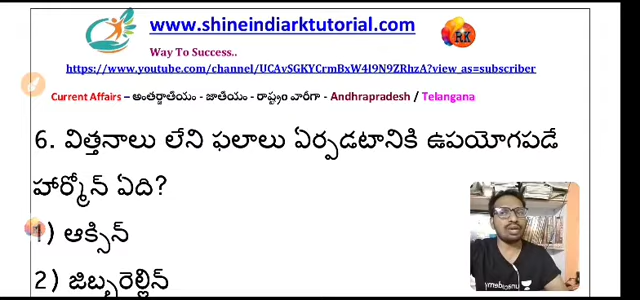 www.shineindiarktutorial.com
RK
Way To Success..
https://www.youtube.com/channel/UCAvSGKYCrmBxW4I9N9ZRhzA?view_as=subscriber
Current Affairs – అంతర్జాతీయం - జాతీయం - రాష్ట్రం వారీగా - Andhrapradesh / Telangana
6. విత్తనాలు లేని ఫలాలు ఏర్పడటానికి ఉపయోగపడే
హార్మోన్ ఏది?
1) ఆక్సిన్
2) జిబ్బరెల్లిన్